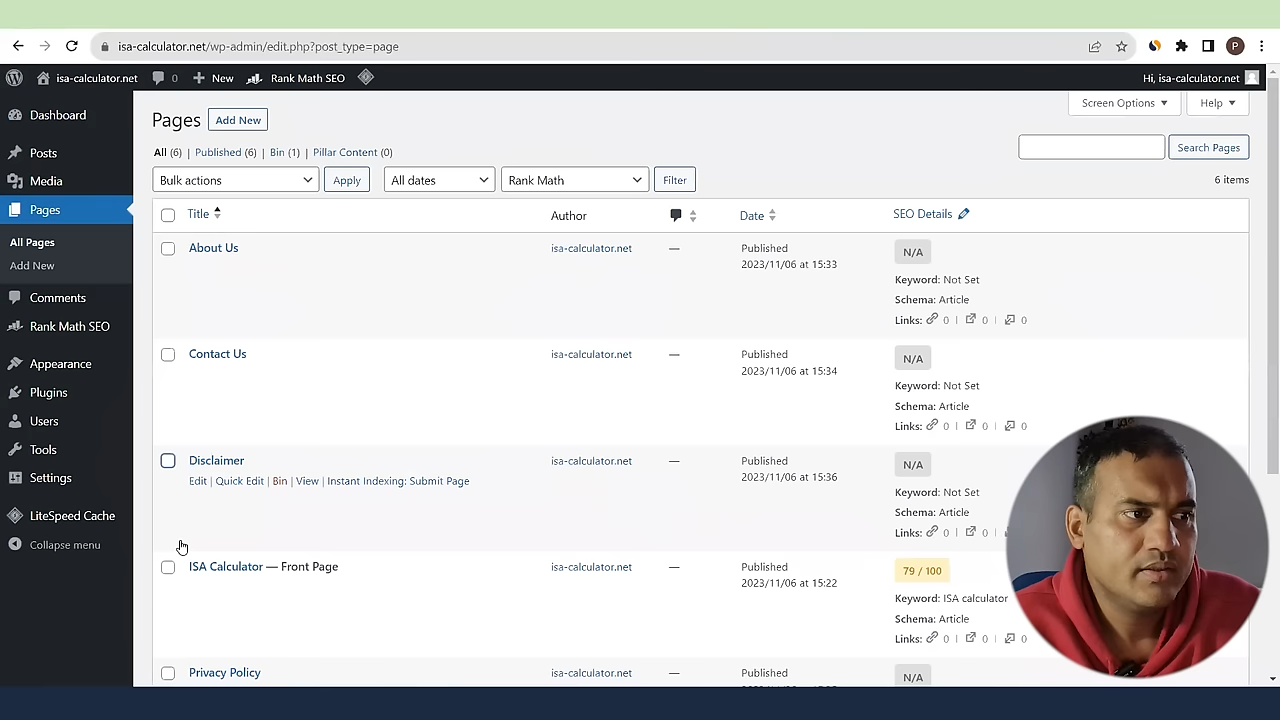 isa-calculator.net/wp-admin/edit.php?post_type=page
P
isa-calculator.net 0 New Rank Math SEO Hi, isa-calculator.net
Dashboard
Posts
Media
Pages
All Pages
Add New
Comments
Rank Math SEO
Appearance
Plugins
Users
Tools
Settings
LiteSpeed Cache
Collapse menu
Screen Options Help
Pages Add New
All (6) | Published (6) | Bin (1) | Pillar Content (0)
Search Pages
Bulk actions Apply All dates Rank Math Filter 6 items
Title Author Date SEO Details
About Us isa-calculator.net — Published
2023/11/06 at 15:33
N/A
Keyword: Not Set
Schema: Article
Links: 0 | 0 | 0
Contact Us isa-calculator.net — Published
2023/11/06 at 15:34
N/A
Keyword: Not Set
Schema: Article
Links: 0 | 0 | 0
Disclaimer isa-calculator.net — Published
2023/11/06 at 15:36
Edit | Quick Edit | Bin | View | Instant Indexing: Submit Page
N/A
Keyword: Not Set
Schema: Article
Links: 0 | 0 |
ISA Calculator — Front Page isa-calculator.net — Published
2023/11/06 at 15:22
79 / 100
Keyword: ISA calculator
Schema: Article
Links: 0 | 0 | 0
Privacy Policy isa-calculator.net — Published
N/A